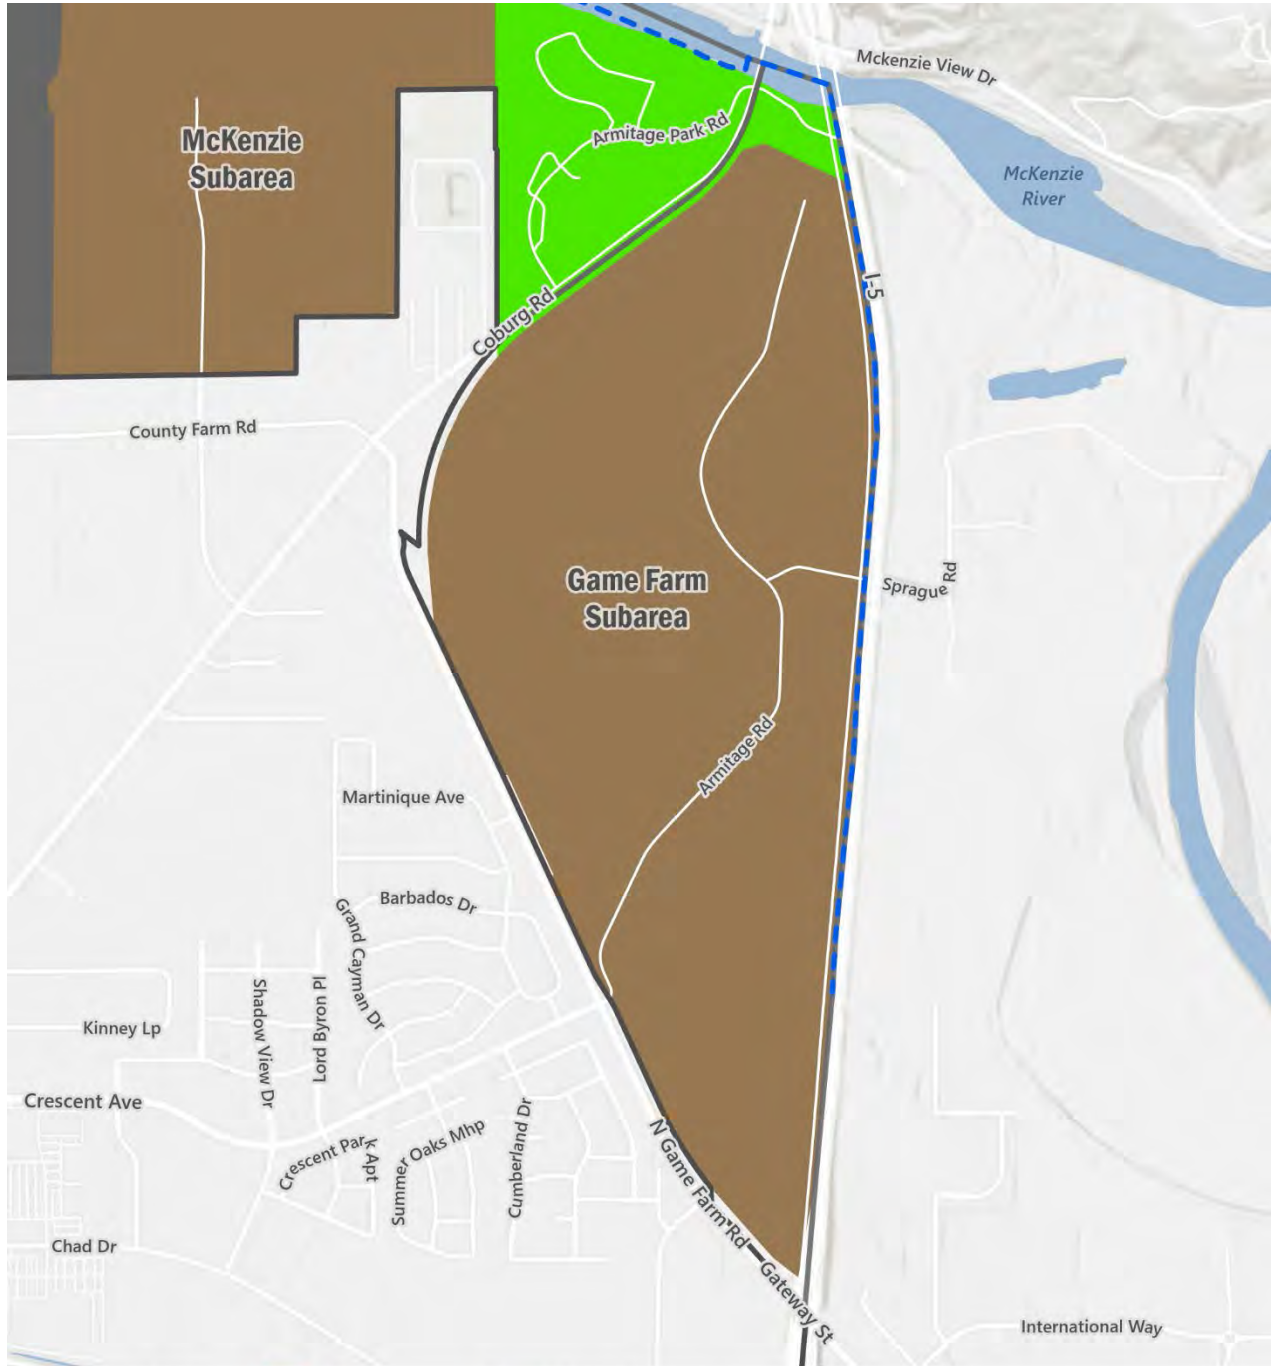 Mckenzie View Dr
McKenzie
Subarea
Armitage Park Rd
McKenzie
River
I-5
Coburg Rd
County Farm Rd
Game Farm
Subarea
Sprague Rd
Armitage Rd
Martinique Ave
Barbados Dr
Grand Cayman Dr
Shadow View Dr
Lord Byron Pl
Kinney Lp
Crescent Ave
Crescent Park Apt
Summer Oaks Mhp
Cumberland Dr
N Game Farm Rd
Chad Dr
Gateway St
International Way